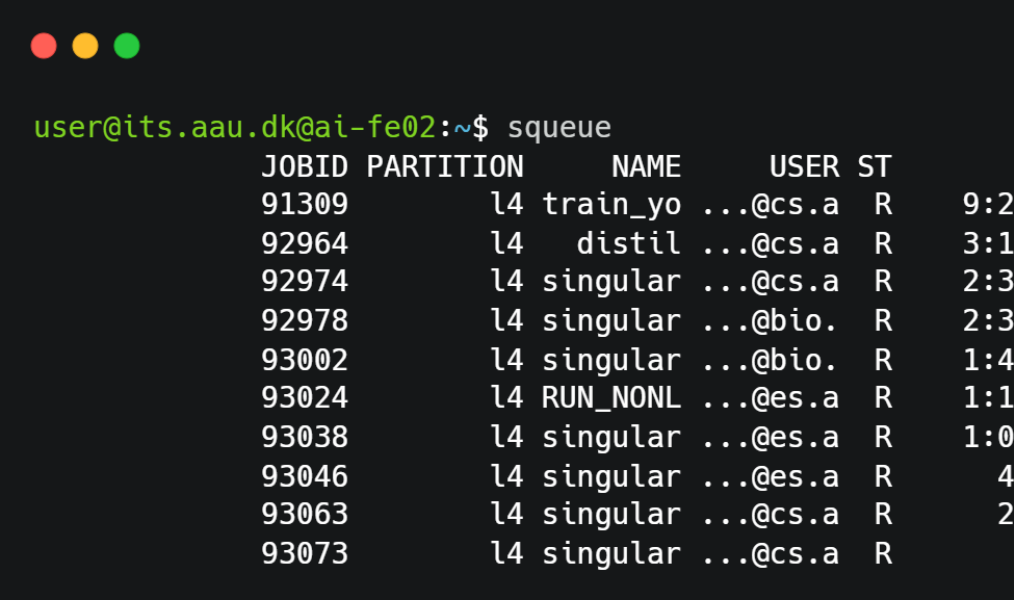 user@its.aau.dk@ai-fe02:~$ squeue
JOBID PARTITION NAME USER ST
91309 l4 train_yo ...@cs.a R 9:2
92964 l4 distil ...@cs.a R 3:1
92974 l4 singular ...@cs.a R 2:3
92978 l4 singular ...@bio. R 2:3
93002 l4 singular ...@bio. R 1:4
93024 l4 RUN_NONL ...@es.a R 1:1
93038 l4 singular ...@es.a R 1:0
93046 l4 singular ...@es.a R 4
93063 l4 singular ...@cs.a R 2
93073 l4 singular ...@cs.a R